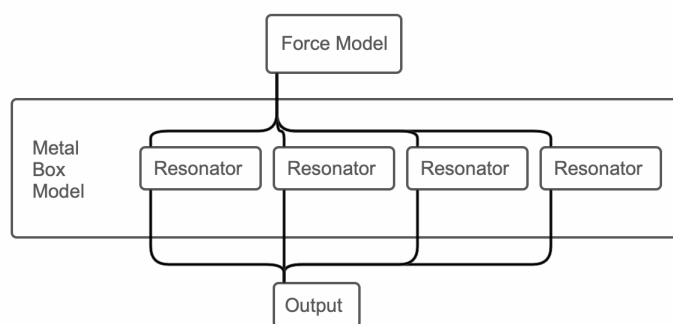 Force Model
Metal
Box
Model
Resonator
Resonator
Resonator
Resonator
Output